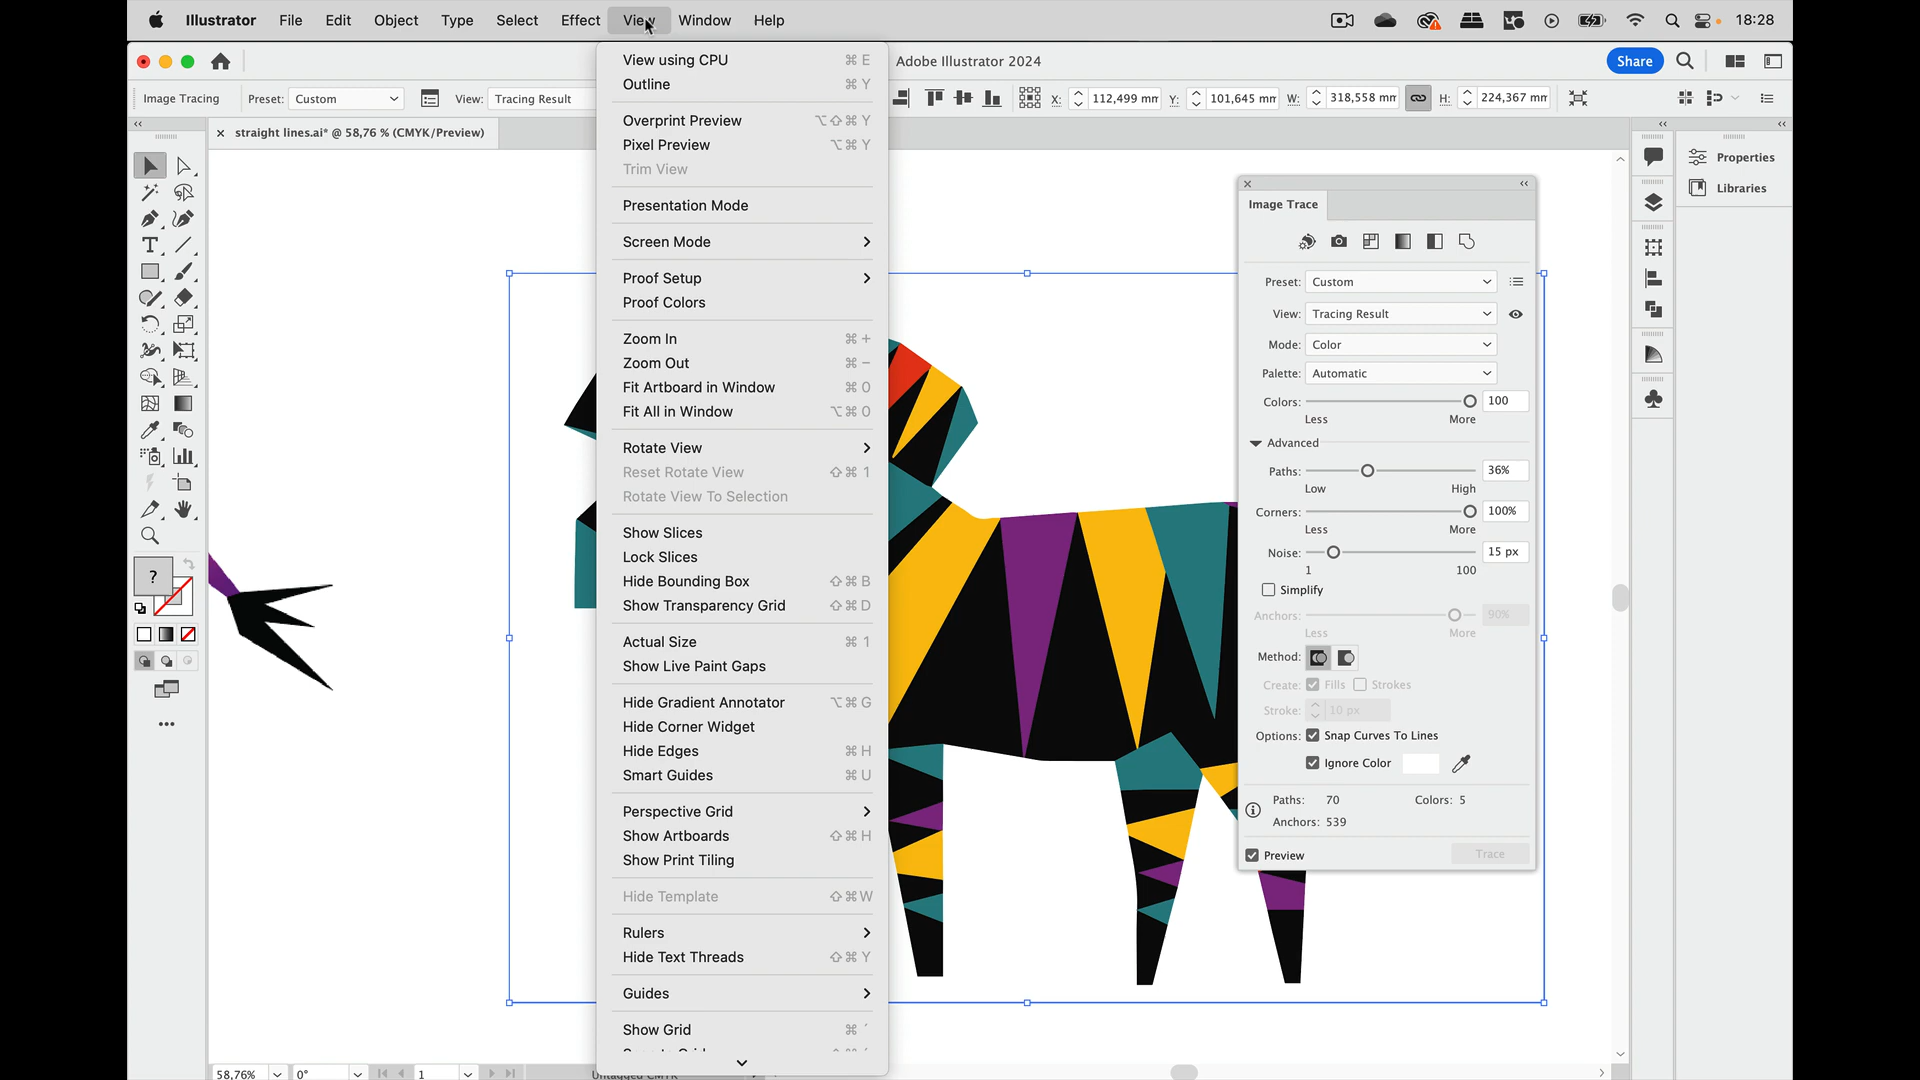 Illustrator File Edit Object Type Select Effect View Window Help 18:28
Adobe Illustrator 2024 Share
Image Tracing Preset: Custom View: Tracing Result X: 112,499 mm Y: 101,645 mm W: 318,558 mm H: 224,367 mm
straight lines.ai* @ 58,76 % (CMYK/Preview)
View using CPU ⌘ E
Outline ⌘ Y
Overprint Preview ⌥⇧⌘ Y
Pixel Preview ⌥⌘ Y
Trim View
Presentation Mode
Screen Mode
Proof Setup
Proof Colors
Zoom In ⌘ +
Zoom Out ⌘ −
Fit Artboard in Window ⌘ 0
Fit All in Window ⌥⌘ 0
Rotate View
Reset Rotate View ⇧⌘ 1
Rotate View To Selection
Show Slices
Lock Slices
Hide Bounding Box ⇧⌘ B
Show Transparency Grid ⇧⌘ D
Actual Size ⌘ 1
Show Live Paint Gaps
Hide Gradient Annotator ⌥⌘ G
Hide Corner Widget
Hide Edges ⌘ H
Smart Guides ⌘ U
Perspective Grid
Show Artboards ⇧⌘ H
Show Print Tiling
Hide Template ⇧⌘ W
Rulers
Hide Text Threads ⇧⌘ Y
Guides
Show Grid ⌘ ´
Image Trace
Preset: Custom
View: Tracing Result
Mode: Color
Palette: Automatic
Colors: 100
Less More
Advanced
Paths: 36%
Low High
Corners: 100%
Less More
Noise: 15 px
1 100
Simplify
Anchors: 90%
Less More
Method:
Create: Fills Strokes
Stroke: 10 px
Options: Snap Curves To Lines
Ignore Color
Paths: 70 Colors: 5
Anchors: 539
Preview Trace
Properties
Libraries
?
58,76% 0° 1 Untagged CMYK